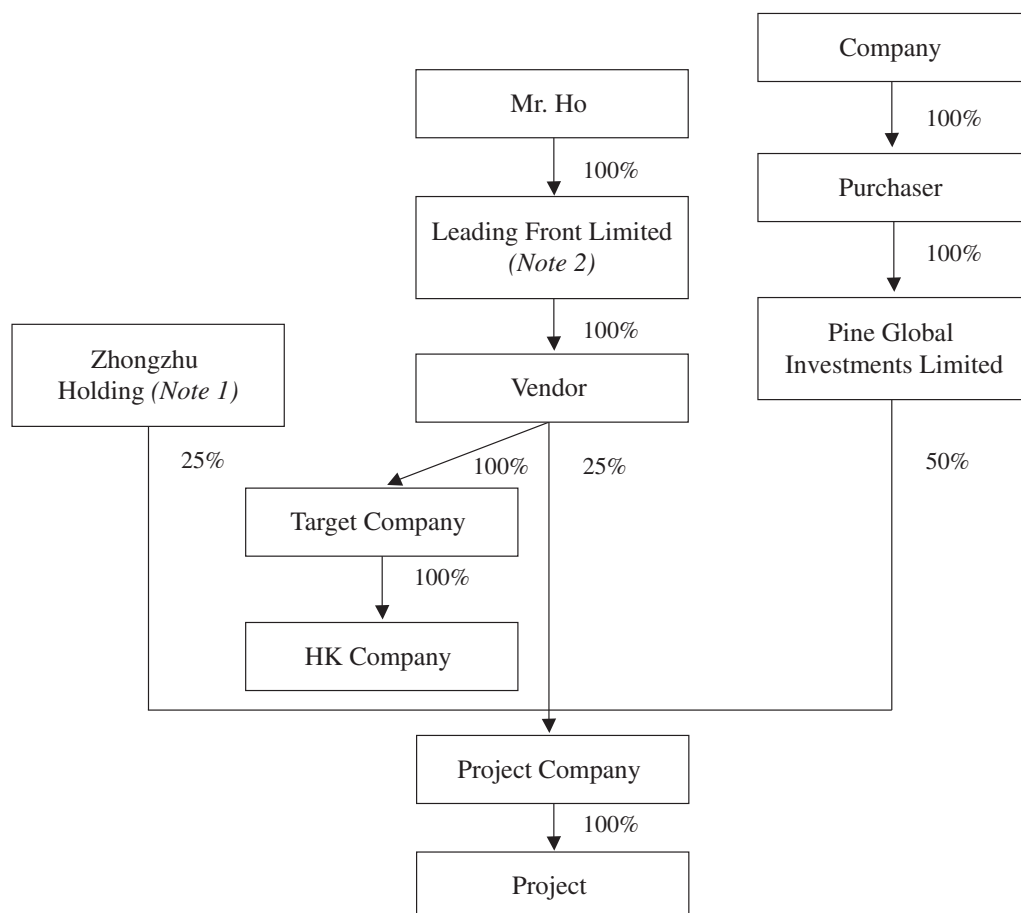 Company
Mr. Ho
100%
100%
Purchaser
Leading Front Limited
(Note 2)
100%
100%
Pine Global
Investments Limited
Zhongzhu
Holding (Note 1)
Vendor
25%
100%
25%
50%
Target Company
100%
HK Company
Project Company
100%
Project